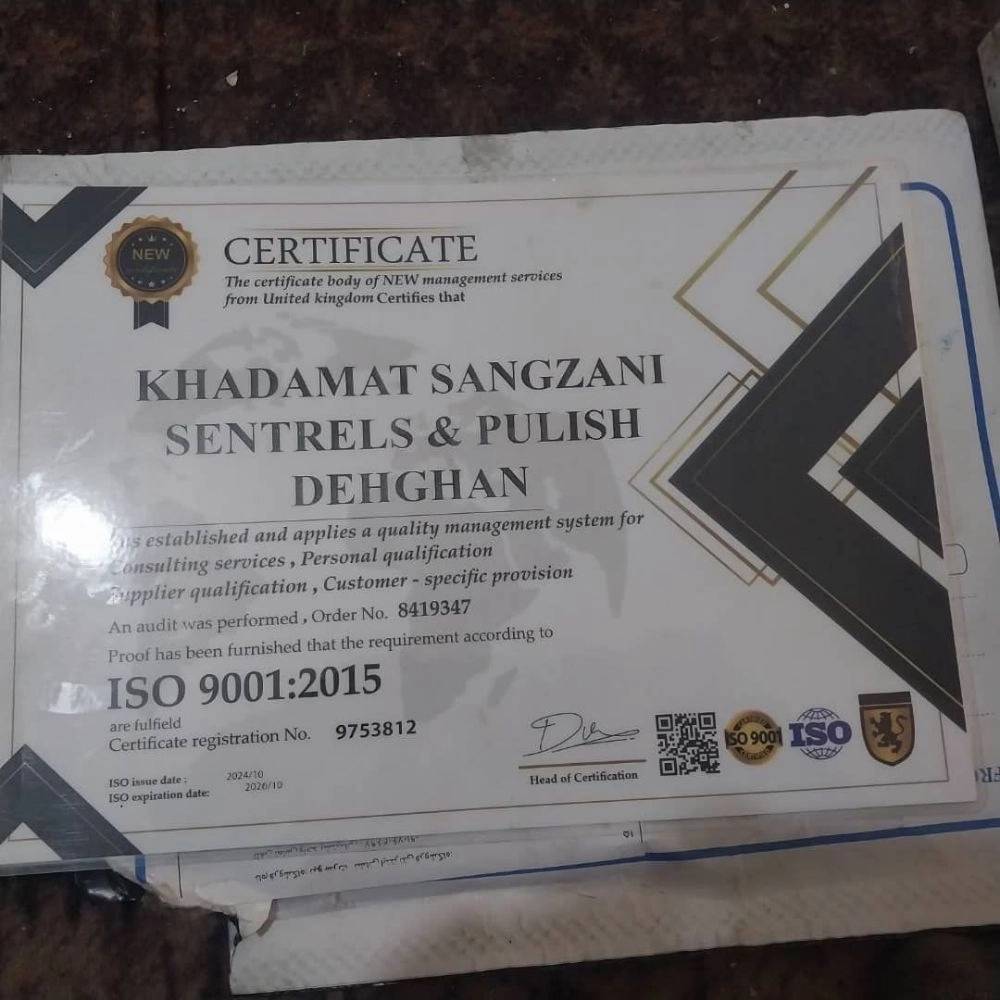 NEW
CERTIFICATE
The certificate body of NEW management services
from United kingdom Certifies that
KHADAMAT SANGZANI
SENTRELS & PULISH
DEHGHAN
established and applies a quality management system for
Consulting services , Personal qualification
Supplier qualification , Customer - specific provision
An audit was performed , Order No. 8419347
Proof has been furnished that the requirement according to
ISO 9001:2015
are fulfield
Certificate registration No. 9753812
ISO issue date : 2024/10
ISO expiration date: 2026/10
Head of Certification
ISO 9001
ISO